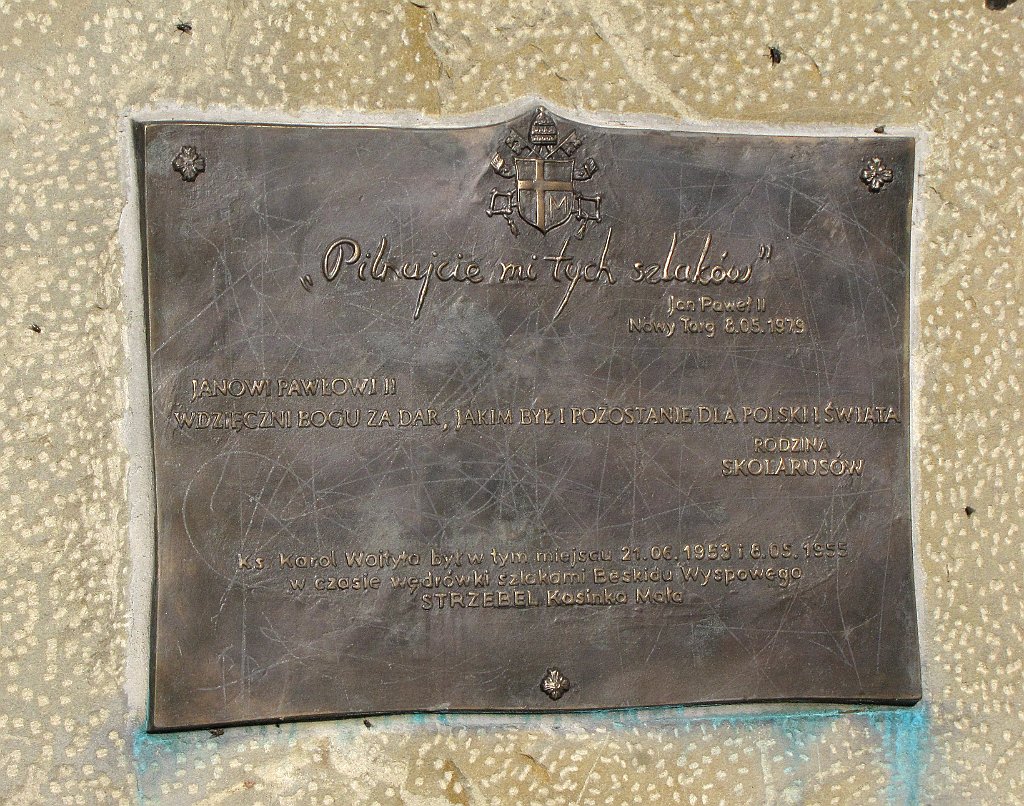 „Pilnujcie mi tych szlaków”
Jan Paweł II
Nowy Targ 8.05.1979
JANOWI PAWŁOWI II
WDZIĘCZNI BOGU ZA DAR, JAKIM BYŁ I POZOSTANIE DLA POLSKI I ŚWIATA
RODZINA
SKOLARUSÓW
Ks. Karol Wojtyła był w tym miejscu 21.06.1953 i 8.05.1955
w czasie wędrówki szlakami Beskidu Wyspowego
STRZEBEL Kasinka Mała